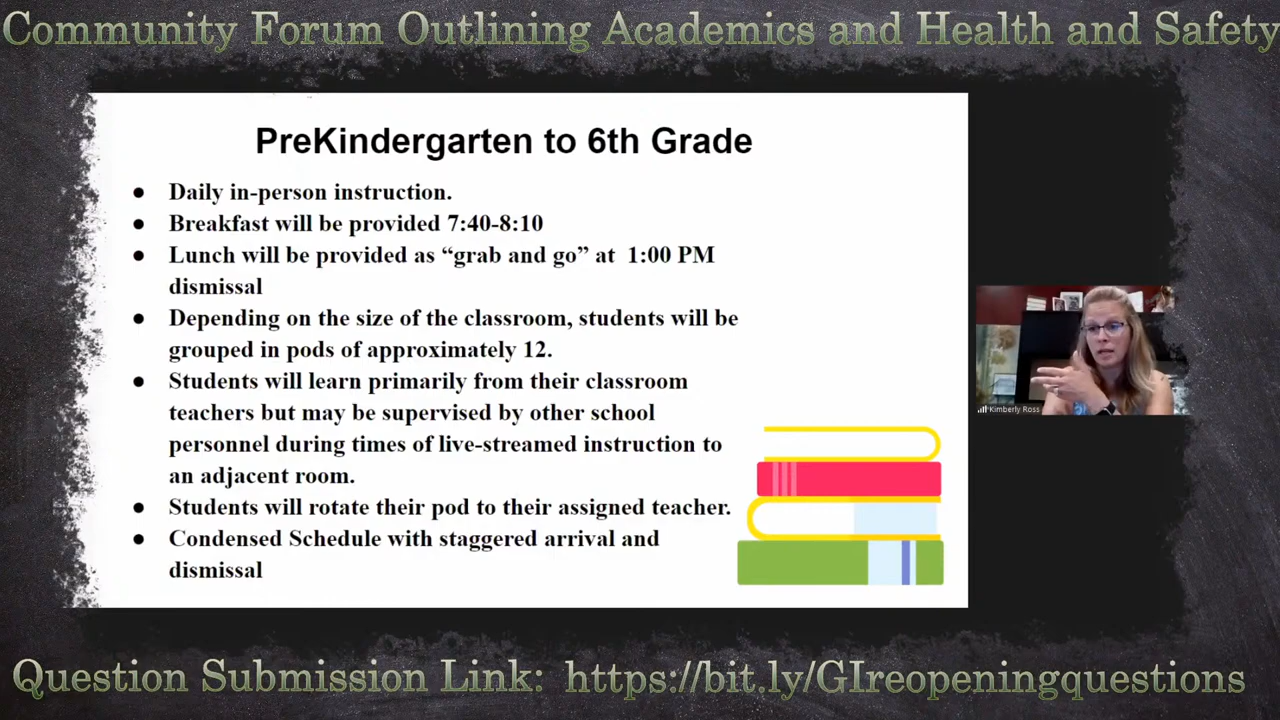 Community Forum Outlining Academics and Health and Safety
PreKindergarten to 6th Grade
● Daily in-person instruction.
● Breakfast will be provided 7:40-8:10
● Lunch will be provided as “grab and go” at 1:00 PM
dismissal
● Depending on the size of the classroom, students will be
grouped in pods of approximately 12.
● Students will learn primarily from their classroom
teachers but may be supervised by other school
personnel during times of live-streamed instruction to
an adjacent room.
● Students will rotate their pod to their assigned teacher.
● Condensed Schedule with staggered arrival and
dismissal
Kimberly Ross
Question Submission Link: https://bit.ly/GIreopeningquestions